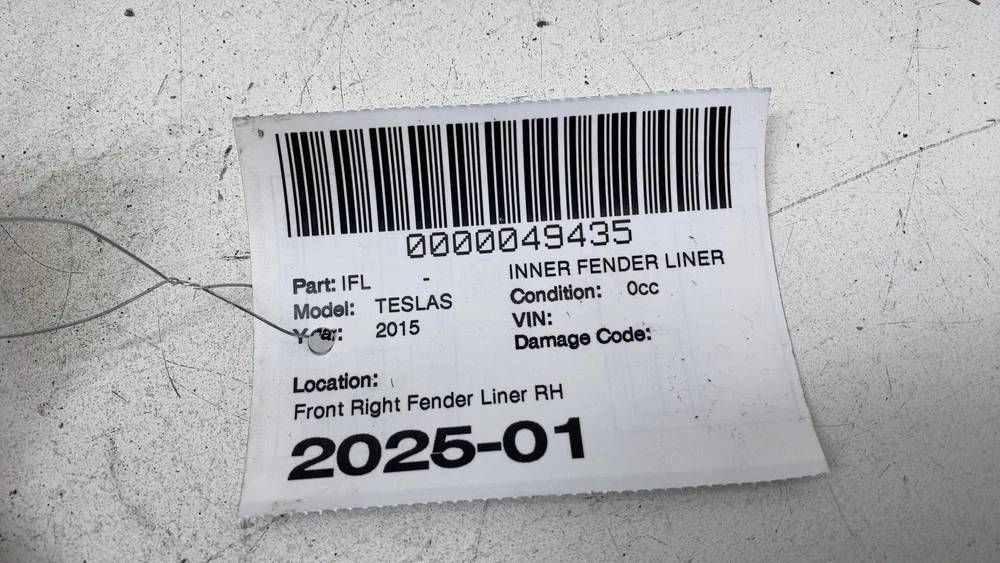 0000049435
Part: IFL - INNER FENDER LINER
Model: TESLAS Condition: 0cc
Year: 2015 VIN:
Damage Code:
Location:
Front Right Fender Liner RH
2025-01